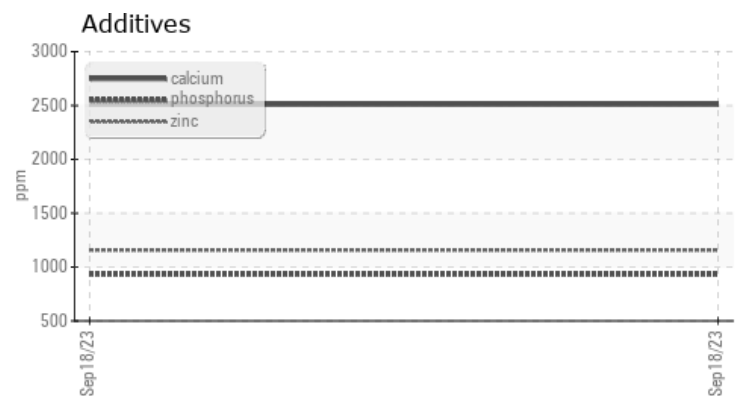 Additives
3000
calcium
phosphorus
2500
zinc
2000
ppm
1500
1000
500
Sep18/23
Sep18/23